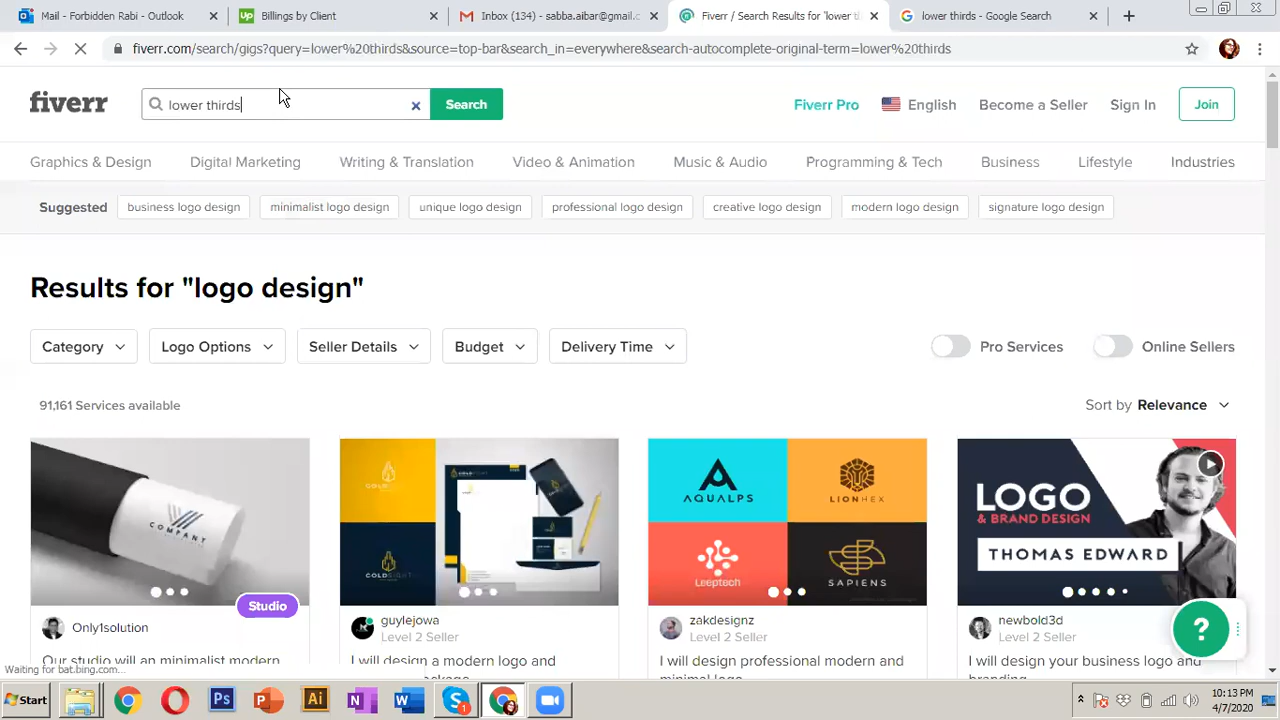 Mail - Forbidden Rabi - Outlook
Up Billings by Client
Inbox (134) - sabba.aibar@gmail.c
Fiverr / Search Results for 'lower ti
lower thirds - Google Search
fiverr.com/search/gigs?query=lower%20thirds&source=top-bar&search_in=everywhere&search-autocomplete-original-term=lower%20thirds
fiverr
lower thirds
Search
Fiverr Pro
English
Become a Seller
Sign In
Join
Graphics & Design
Digital Marketing
Writing & Translation
Video & Animation
Music & Audio
Programming & Tech
Business
Lifestyle
Industries
Suggested
business logo design
minimalist logo design
unique logo design
professional logo design
creative logo design
modern logo design
signature logo design
Results for "logo design"
Category
Logo Options
Seller Details
Budget
Delivery Time
Pro Services
Online Sellers
91,161 Services available
Sort by Relevance
COMPANY
Studio
AQUALPS
LIONHEX
Leeptech
SAPIENS
LOGO
& BRAND DESIGN
THOMAS EDWARD
Only1solution
guylejowa
Level 2 Seller
zakdesignz
Level 2 Seller
newbold3d
Level 2 Seller
Our studio will an minimalist modern
I will design a modern logo and
I will design professional modern and
minimal logo
I will design your business logo and
branding
?
Waiting for bat.bing.com...
Start
Ps
Ai
10:13 PM
4/7/2020